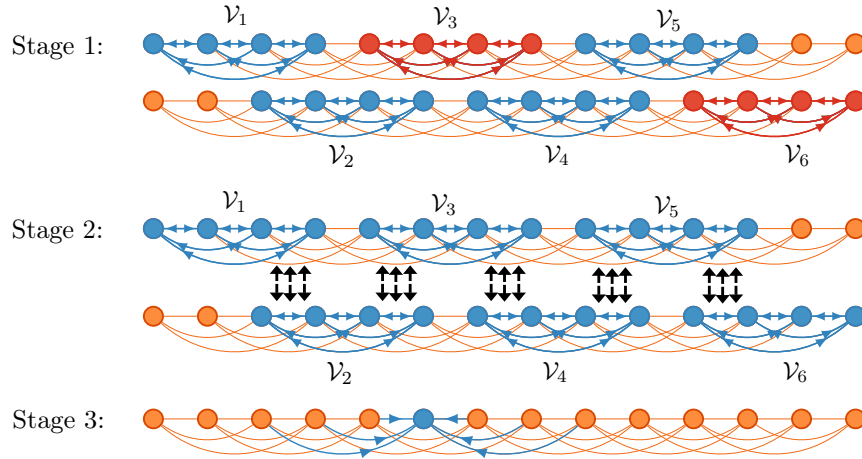 𝒱1 𝒱3 𝒱5
Stage 1:
𝒱2 𝒱4 𝒱6
𝒱1 𝒱3 𝒱5
Stage 2:
𝒱2 𝒱4 𝒱6
Stage 3: